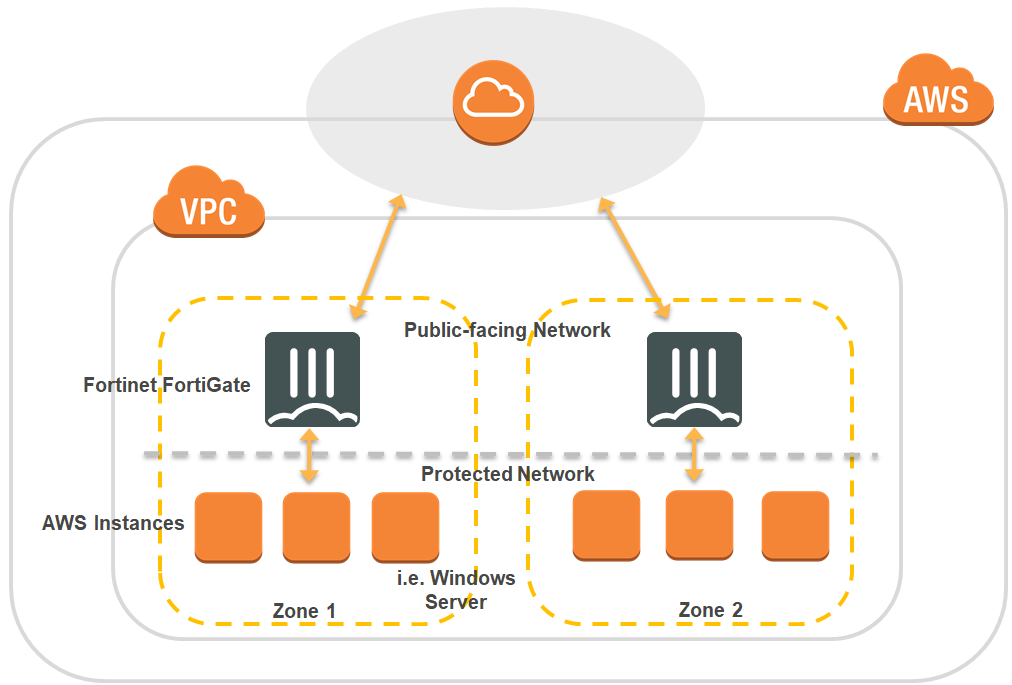 AWS
VPC
Public-facing Network
Fortinet FortiGate
Protected Network
AWS Instances
i.e. Windows
Server
Zone 1
Zone 2